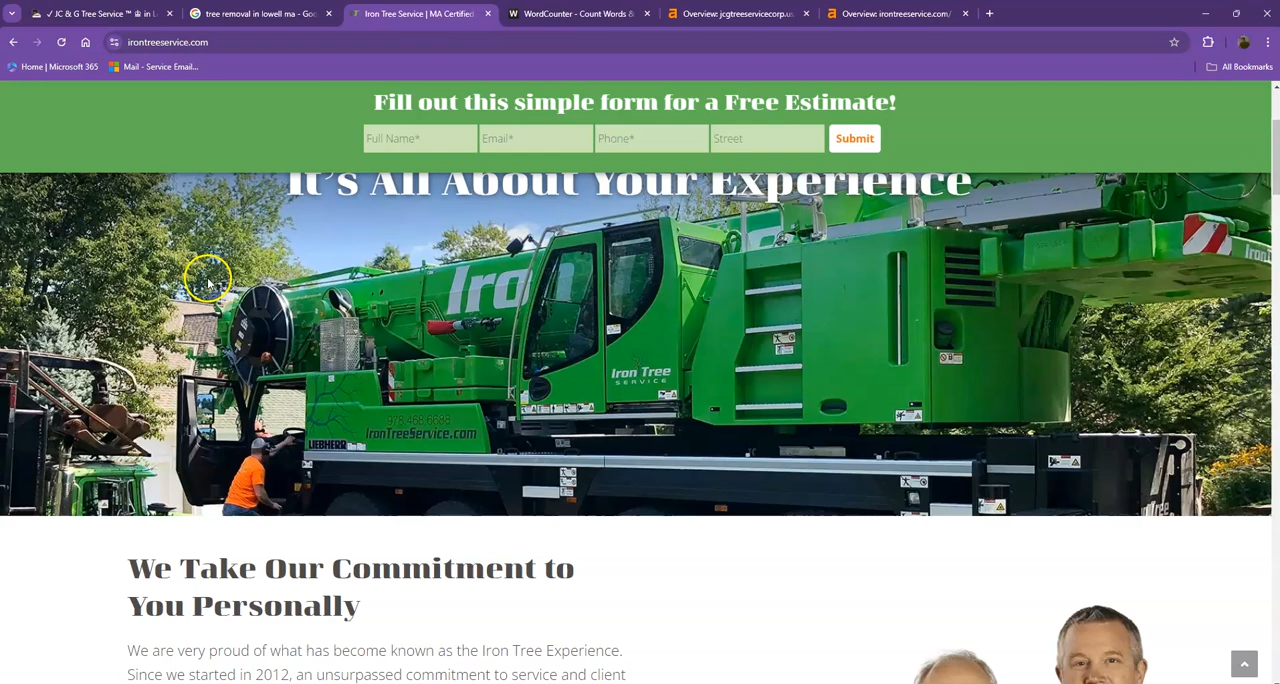 ✓ JC & G Tree Service ™ 🌲 in L
tree removal in lowell ma - Goo
Iron Tree Service | MA Certified
WordCounter - Count Words &
Overview: jcgtreeservicecorp.us
Overview: irontreeservice.com/
irontreeservice.com
Home | Microsoft 365
Mail - Service Email...
All Bookmarks
Fill out this simple form for a Free Estimate!
Full Name*
Email*
Phone*
Street
Submit
It's All About Your Experience
Iron
Iron
Iron Tree
SERVICE
978.468.6688
IronTreeService.com
LIEBHERR
We Take Our Commitment to
You Personally
We are very proud of what has become known as the Iron Tree Experience.
Since we started in 2012, an unsurpassed commitment to service and client